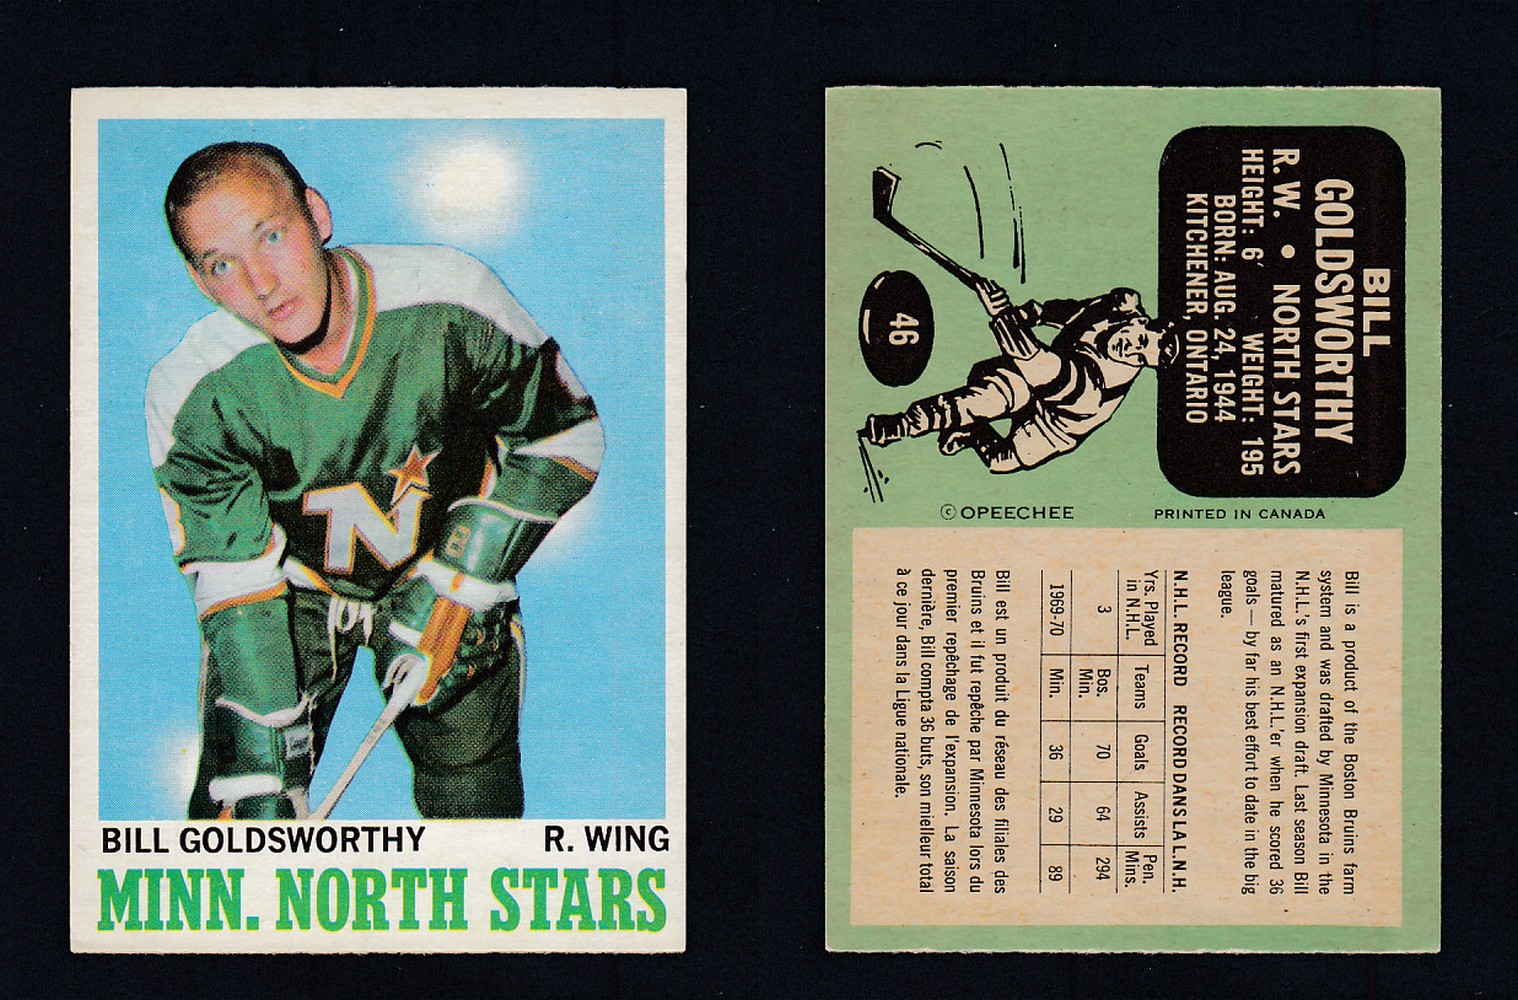 BILL GOLDSWORTHY R. WING
MINN. NORTH STARS
N
BILL
GOLDSWORTHY
R. W. • NORTH STARS
HEIGHT: 6′ WEIGHT: 195
BORN: AUG. 24, 1944
KITCHENER, ONTARIO
46
© OPEECHEE
PRINTED IN CANADA
Bill is a product of the Boston Bruins farm
system and was drafted by Minnesota in the
N.H.L.'s first expansion draft. Last season Bill
matured as an N.H.L.'er when he scored 36
goals — by far his best effort to date in the big
league.
N.H.L. RECORD RECORD DANS LA L.N.H.
Yrs. Played in N.H.L. Teams Goals Assists Pen. Mins.
3 Bos. Min. 70 64 294
1969-70 Min. 36 29 89
Bill est un produit du réseau des filiales des
Bruins et il fut repêche par Minnesota lors du
premier repêchage de l'expansion. La saison
dernière, Bill compta 36 buts, son mielleur total
à ce jour dans la Ligue nationale.